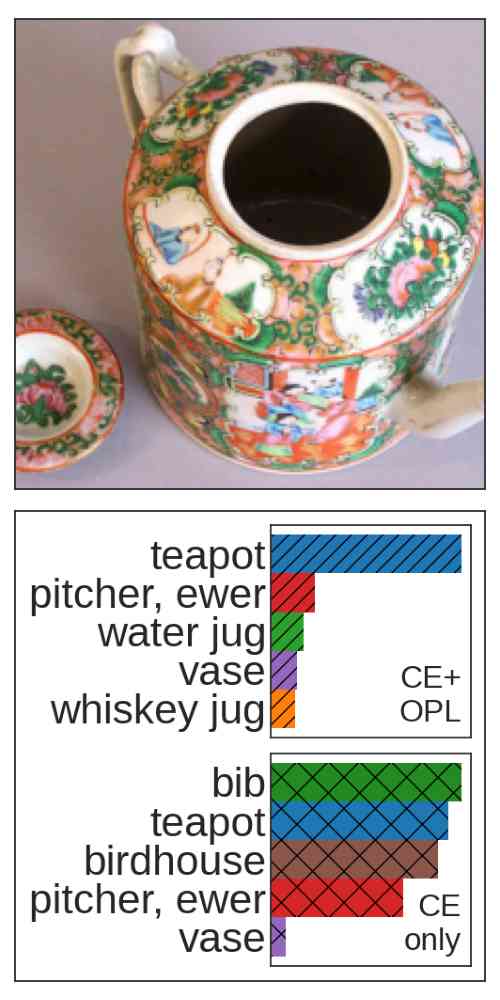 teapot
pitcher, ewer
water jug
vase
whiskey jug
CE+
OPL
bib
teapot
birdhouse
pitcher, ewer
vase
CE
only